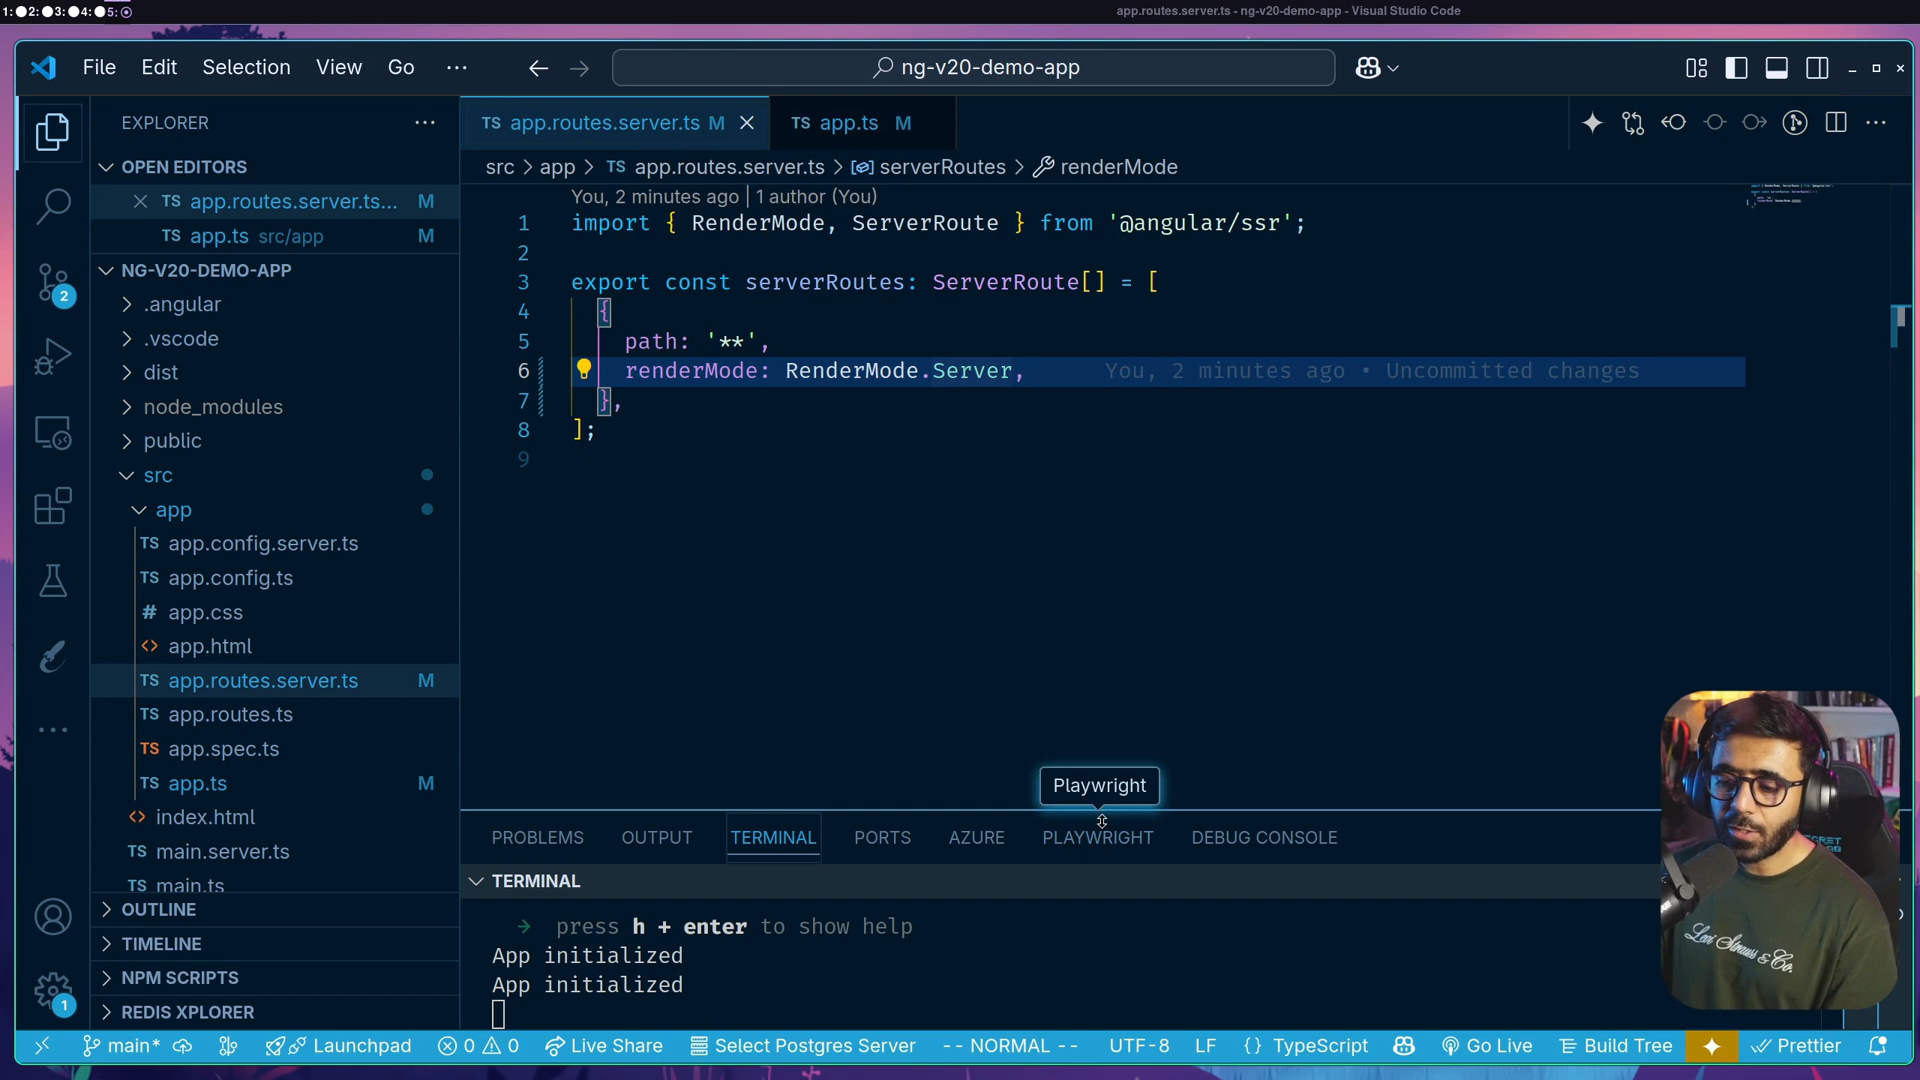 1: 2: 3: 4: 5:
app.routes.server.ts - ng-v20-demo-app - Visual Studio Code
File Edit Selection View Go ···
ng-v20-demo-app
EXPLORER
OPEN EDITORS
app.routes.server.ts... M
app.ts src/app M
NG-V20-DEMO-APP
.angular
.vscode
dist
node_modules
public
src
app
TS app.config.server.ts
TS app.config.ts
# app.css
<> app.html
TS app.routes.server.ts M
TS app.routes.ts
TS app.spec.ts
TS app.ts M
<> index.html
TS main.server.ts
TS main.ts
OUTLINE
TIMELINE
NPM SCRIPTS
REDIS XPLORER
2
1
TS app.routes.server.ts M
TS app.ts M
src > app > TS app.routes.server.ts > serverRoutes > renderMode
You, 2 minutes ago | 1 author (You)
1 import { RenderMode, ServerRoute } from '@angular/ssr';
2
3 export const serverRoutes: ServerRoute[] = [
4 {
5 path: '**',
6 renderMode: RenderMode.Server, You, 2 minutes ago • Uncommitted changes
7 },
8 ];
9
Playwright
PROBLEMS OUTPUT TERMINAL PORTS AZURE PLAYWRIGHT DEBUG CONSOLE
TERMINAL
→ press h + enter to show help
App initialized
App initialized
Levi Strauss & Co.
main* Launchpad 0 0 Live Share Select Postgres Server -- NORMAL -- UTF-8 LF {} TypeScript Go Live Build Tree Prettier